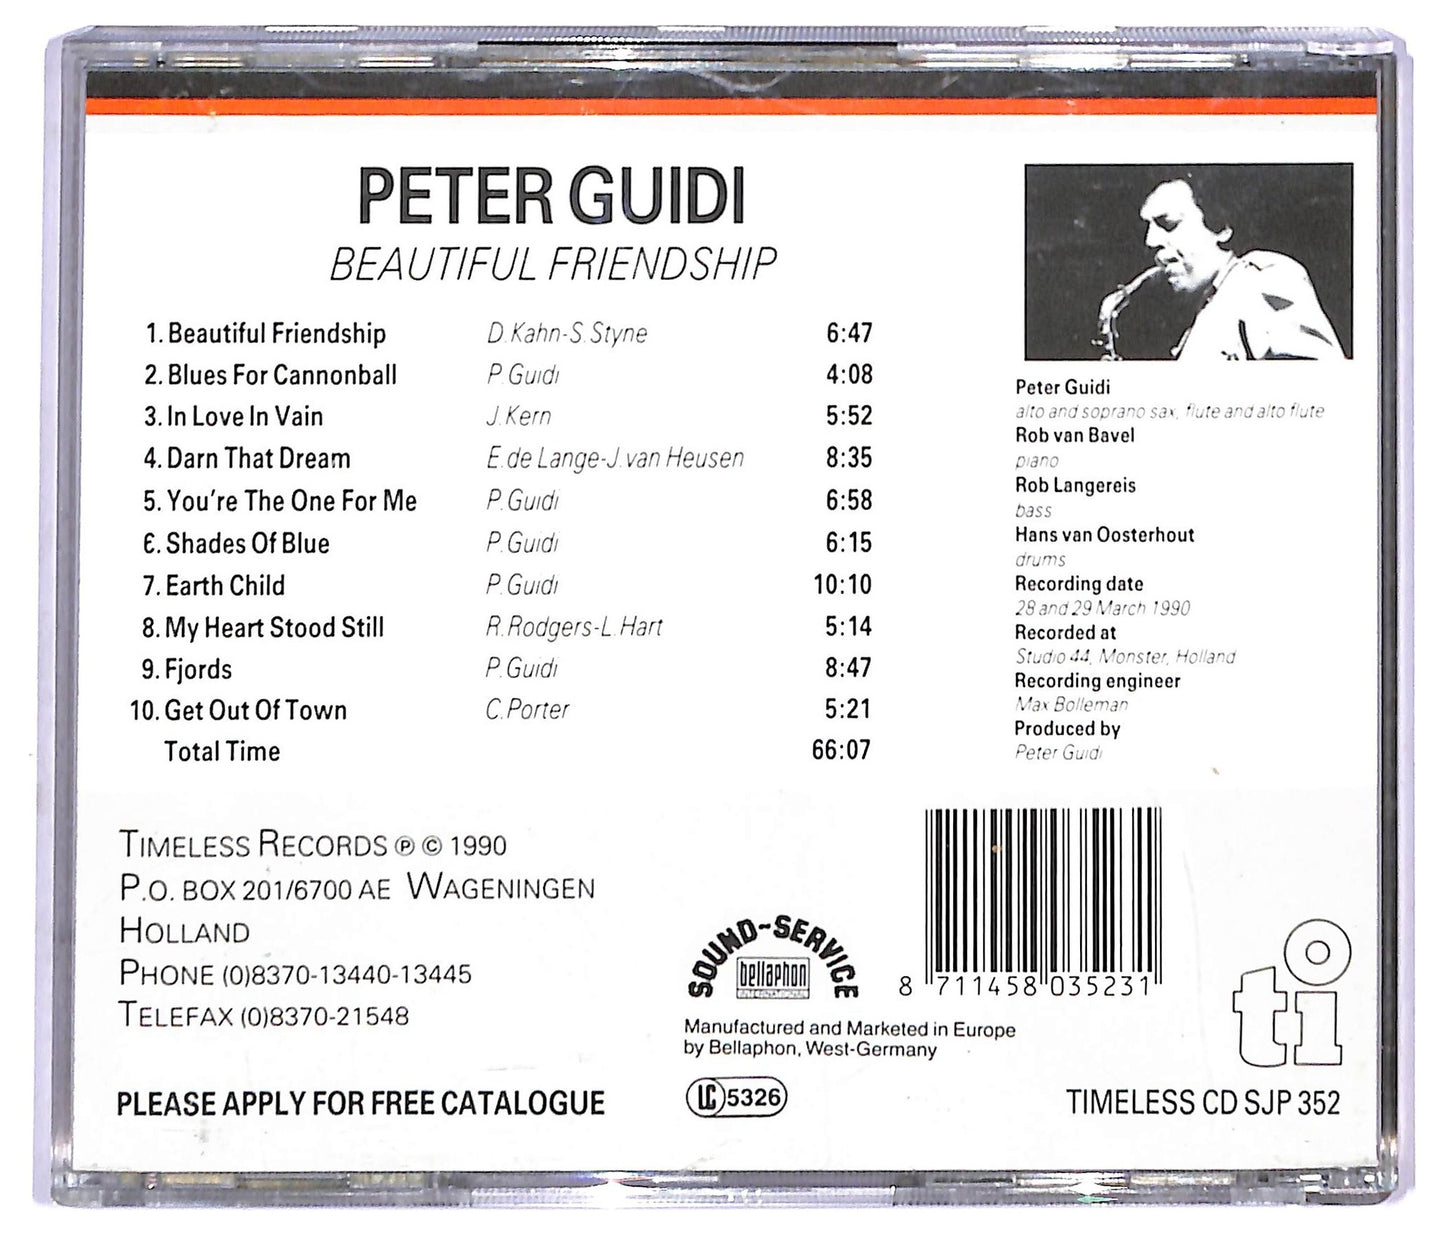 PETER GUIDI
BEAUTIFUL FRIENDSHIP
1. Beautiful Friendship D. Kahn-S. Styne 6:47
2. Blues For Cannonball P. Guidi 4:08
3. In Love In Vain J. Kern 5:52
4. Darn That Dream E. de Lange-J. van Heusen 8:35
5. You're The One For Me P. Guidi 6:58
6. Shades Of Blue P. Guidi 6:15
7. Earth Child P. Guidi 10:10
8. My Heart Stood Still R. Rodgers-L. Hart 5:14
9. Fjords P. Guidi 8:47
10. Get Out Of Town C. Porter 5:21
Total Time 66:07
Peter Guidi
alto and soprano sax, flute and alto flute
Rob van Bavel
piano
Rob Langereis
bass
Hans van Oosterhout
drums
Recording date
28 and 29 March 1990
Recorded at
Studio 44, Monster, Holland
Recording engineer
Max Bolleman
Produced by
Peter Guidi
TIMELESS RECORDS ℗ © 1990
P.O. BOX 201/6700 AE WAGENINGEN
HOLLAND
PHONE (0)8370-13440-13445
TELEFAX (0)8370-21548
PLEASE APPLY FOR FREE CATALOGUE
SOUND-SERVICE
bellaphon
Manufactured and Marketed in Europe
by Bellaphon, West-Germany
LC 5326
8 711458 035231
ti
TIMELESS CD SJP 352